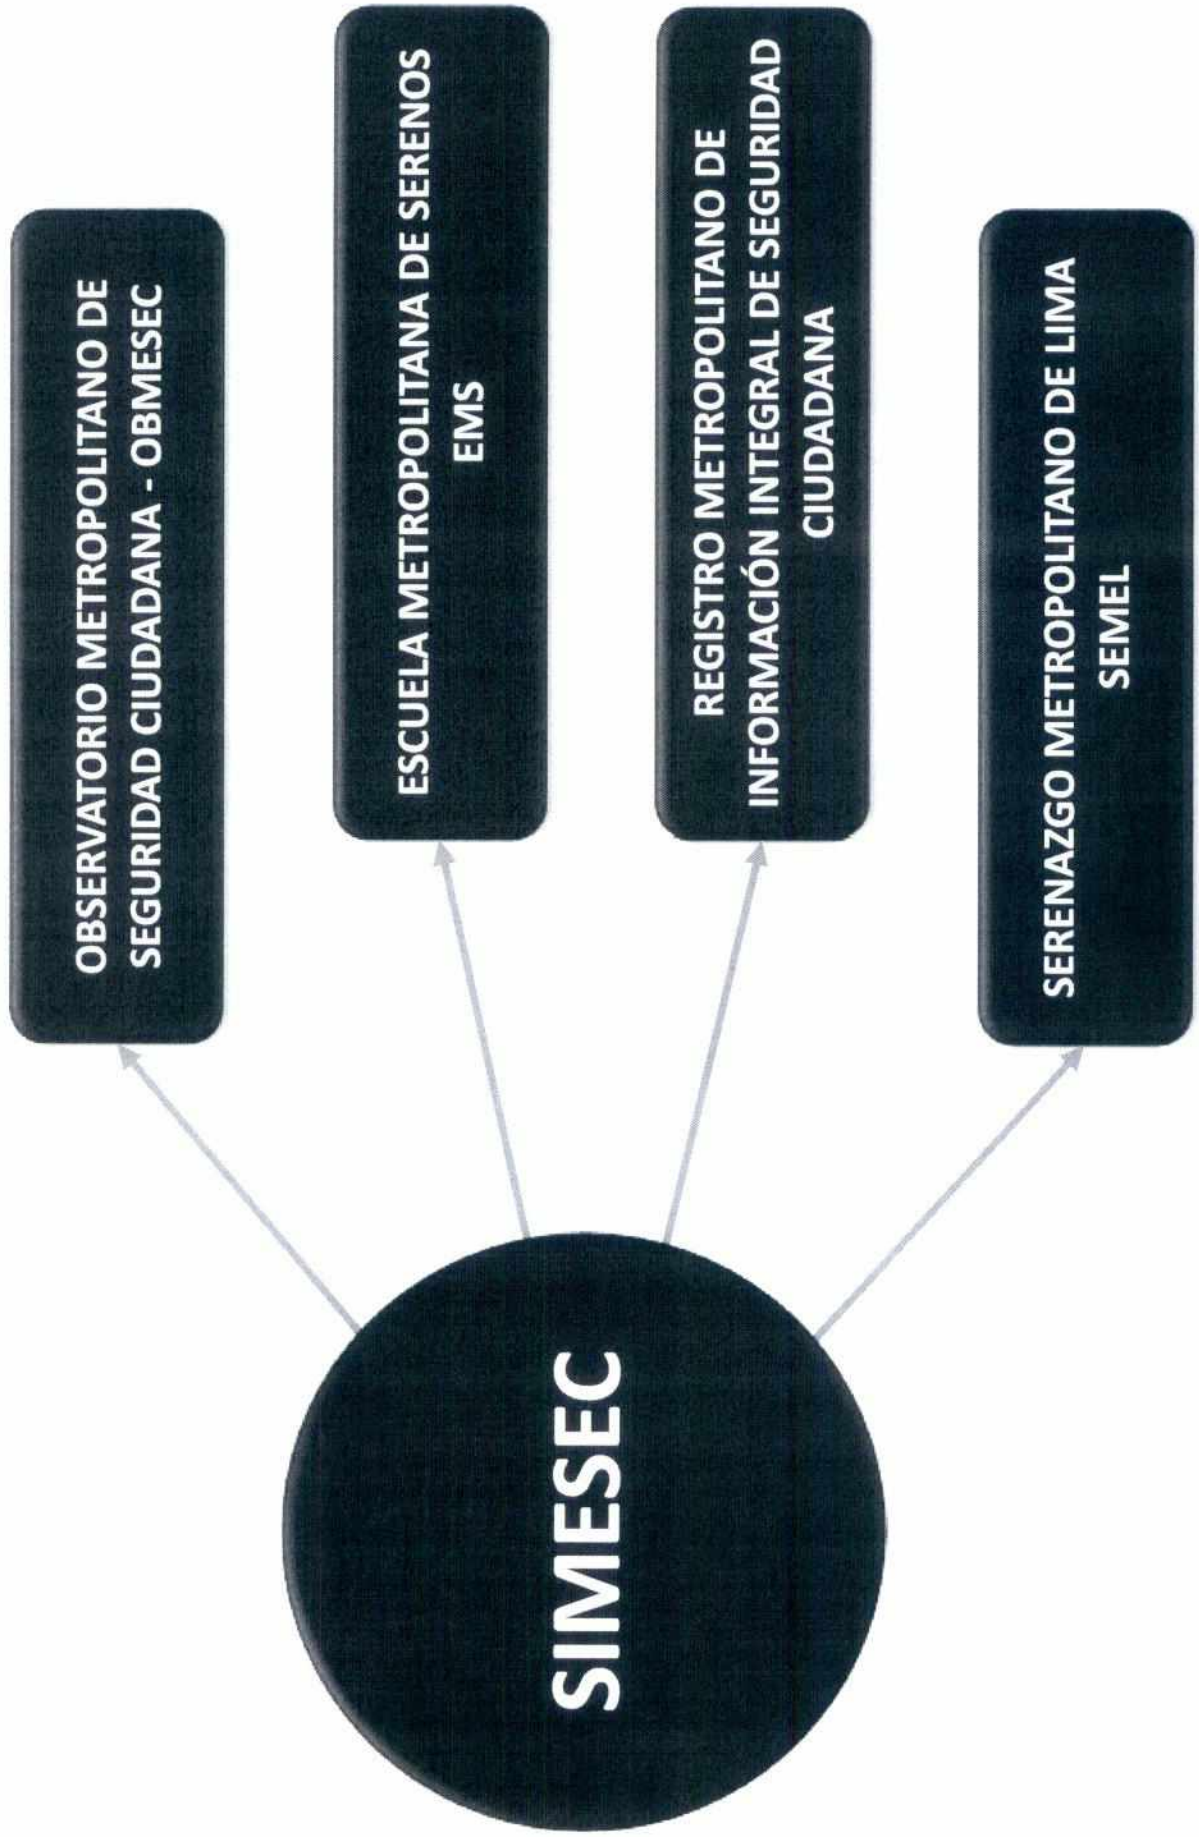 SIMESEC
OBSERVATORIO METROPOLITANO DE
SEGURIDAD CIUDADANA - OBMESEC
ESCUELA METROPOLITANA DE SERENOS
EMS
REGISTRO METROPOLITANO DE
INFORMACIÓN INTEGRAL DE SEGURIDAD
CIUDADANA
SERENAZGO METROPOLITANO DE LIMA
SEMEL